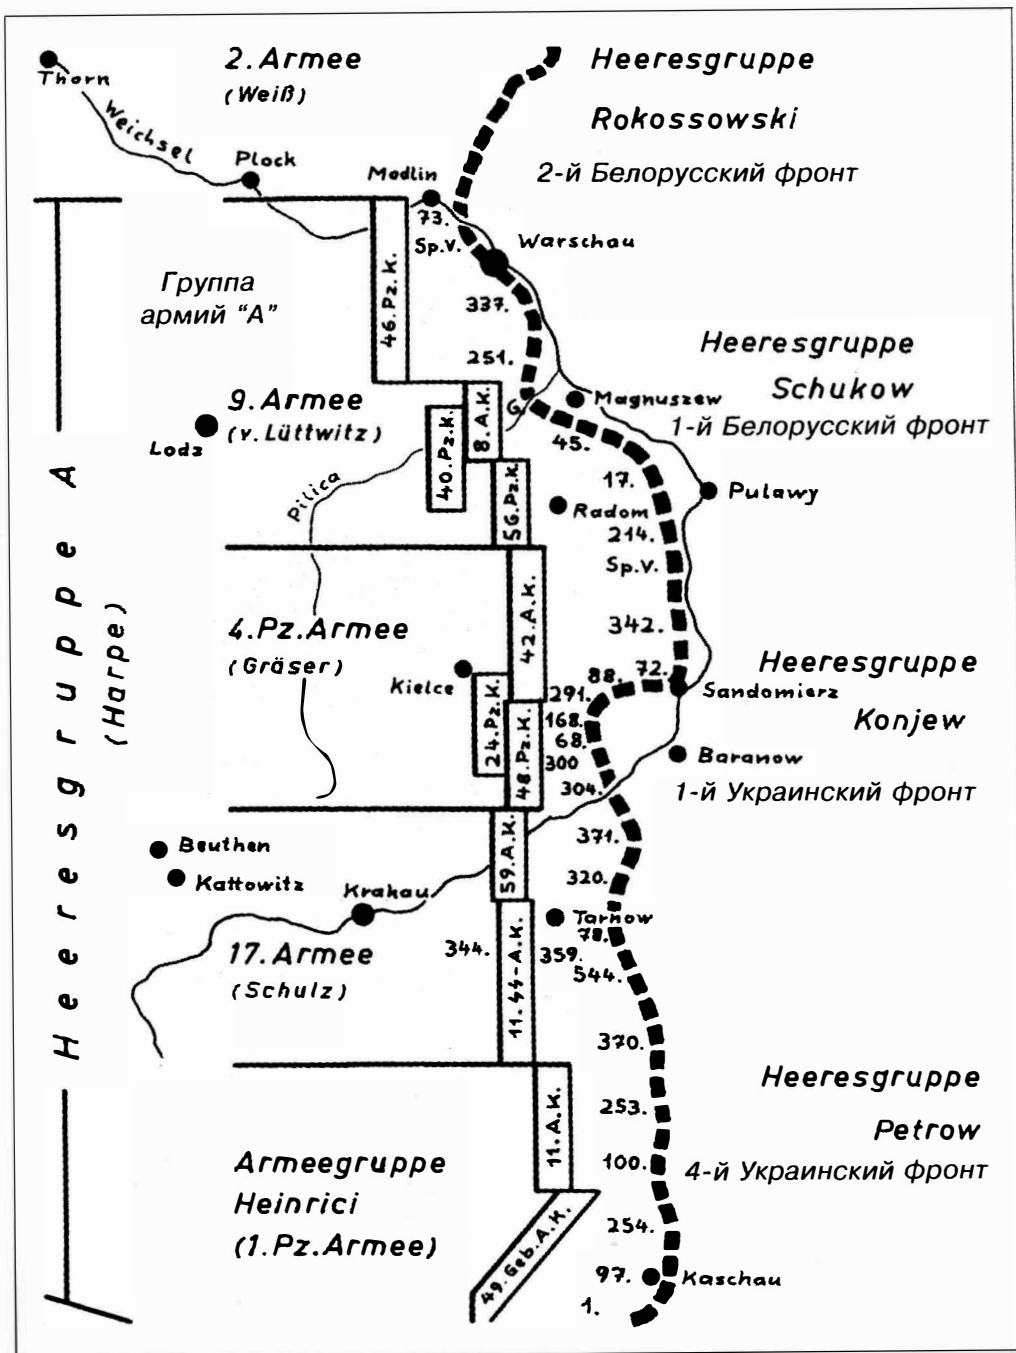 2. Armee
(Weiß)
Heeresgruppe
Rokossowski
2-й Белорусский фронт
Thorn
Weichsel
Plock
Modlin
73.
Sp.V.
Warschau
Группа
армий “А”
46.Pz.K.
337.
251.
Heeresgruppe
Schukow
1-й Белорусский фронт
9. Armee
(v. Lüttwitz)
Lodz
8.A.K.
40.Pz.K.
G.
Magnuszew
45.
17.
Pulawy
Pilica
56.Pz.K.
Radom
214.
Sp.V.
Heeresgruppe A
(Harpe)
4.Pz.Armee
(Gräser)
42.A.K.
342.
72.
88.
291.
Kielce
24.Pz.K.
48.Pz.K.
168.
68.
300
304.
Sandomierz
Heeresgruppe
Konjew
Baranow
1-й Украинский фронт
Beuthen
Kattowitz
Krakau
59.A.K.
371.
320.
Tarnow
78.
17. Armee
(Schulz)
344.
11.SS-A.K.
359.
544.
370.
Heeresgruppe
Petrow
4-й Украинский фронт
11.A.K.
253.
100.
Armeegruppe
Heinrici
(1.Pz.Armee)
49.Geb.A.K.
254.
97.
Kaschau
1.